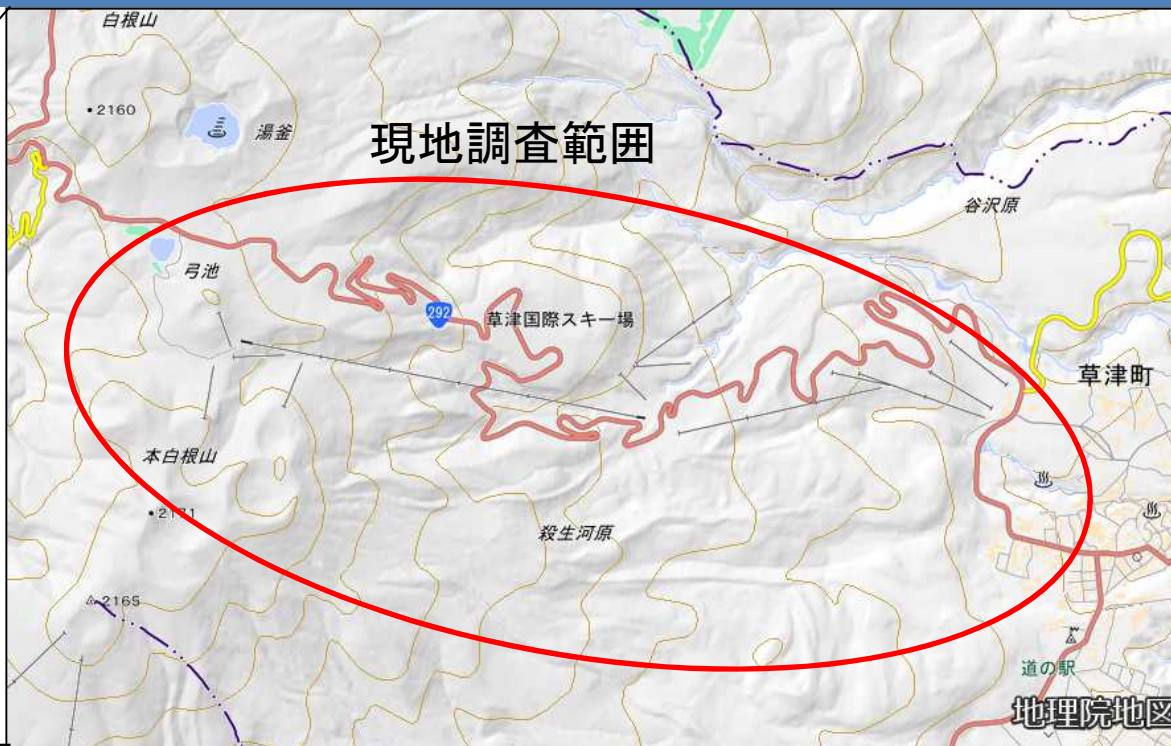 白根山
・2160
湯釜
現地調査範囲
谷沢原
弓池
292
草津国際スキー場
草津町
本白根山
・2171
殺生河原
2165
道の駅
地理院地図